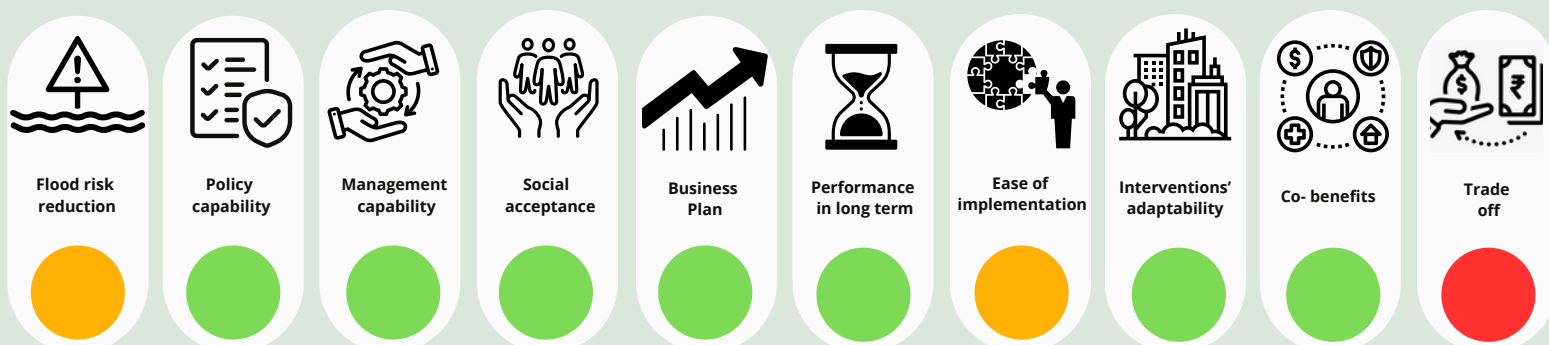 Flood risk
reduction
Policy
capability
Management
capability
Social
acceptance
Business
Plan
Performance
in long term
Ease of
implementation
Interventions’
adaptability
Co- benefits
Trade
off
$
$
₹